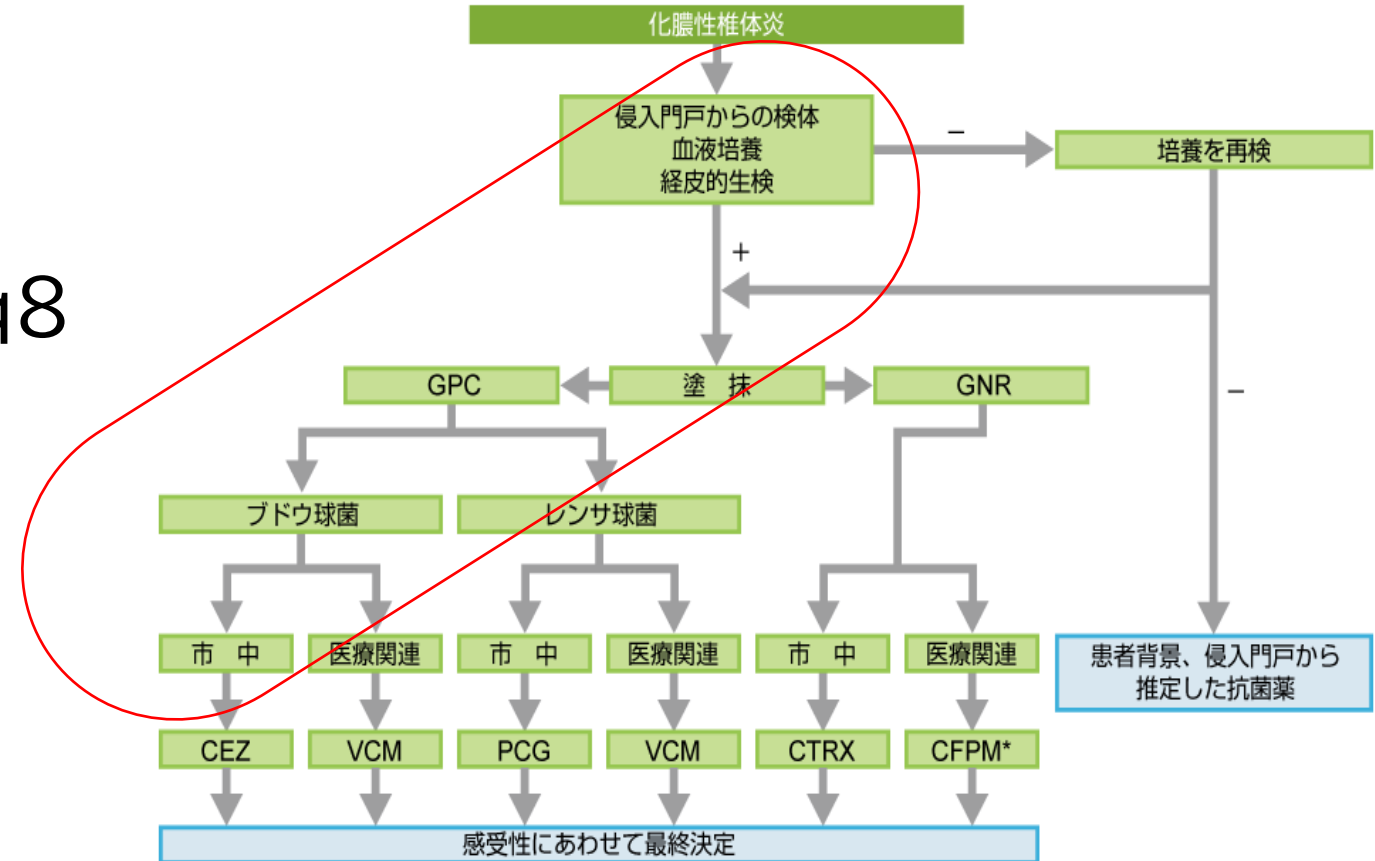 化膿性椎体炎
侵入門戸からの検体
血液培養
経皮的生検
−
培養を再検
+
q8
GPC
塗 抹
GNR
−
ブドウ球菌
レンサ球菌
市 中
医療関連
市 中
医療関連
市 中
医療関連
患者背景、侵入門戸から
推定した抗菌薬
CEZ
VCM
PCG
VCM
CTRX
CFPM*
感受性にあわせて最終決定